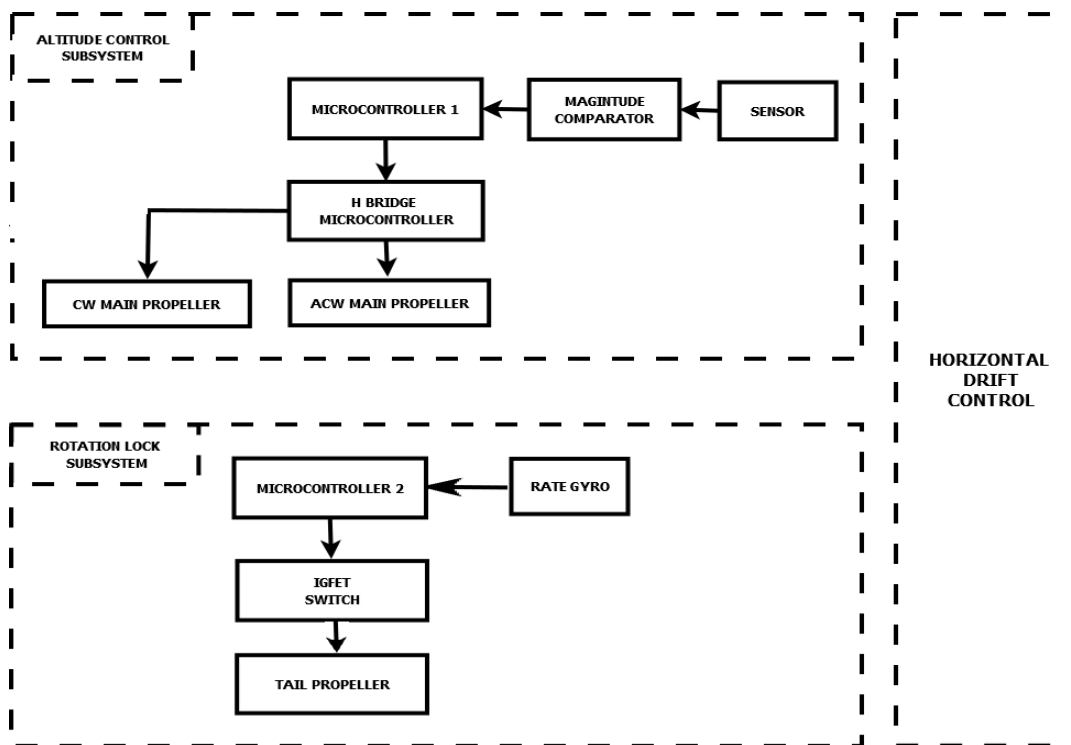 ALTITUDE CONTROL
SUBSYSTEM
MICROCONTROLLER 1
MAGINTUDE
COMPARATOR
SENSOR
H BRIDGE
MICROCONTROLLER
CW MAIN PROPELLER
ACW MAIN PROPELLER
HORIZONTAL
DRIFT
CONTROL
ROTATION LOCK
SUBSYSTEM
MICROCONTROLLER 2
RATE GYRO
IGFET
SWITCH
TAIL PROPELLER